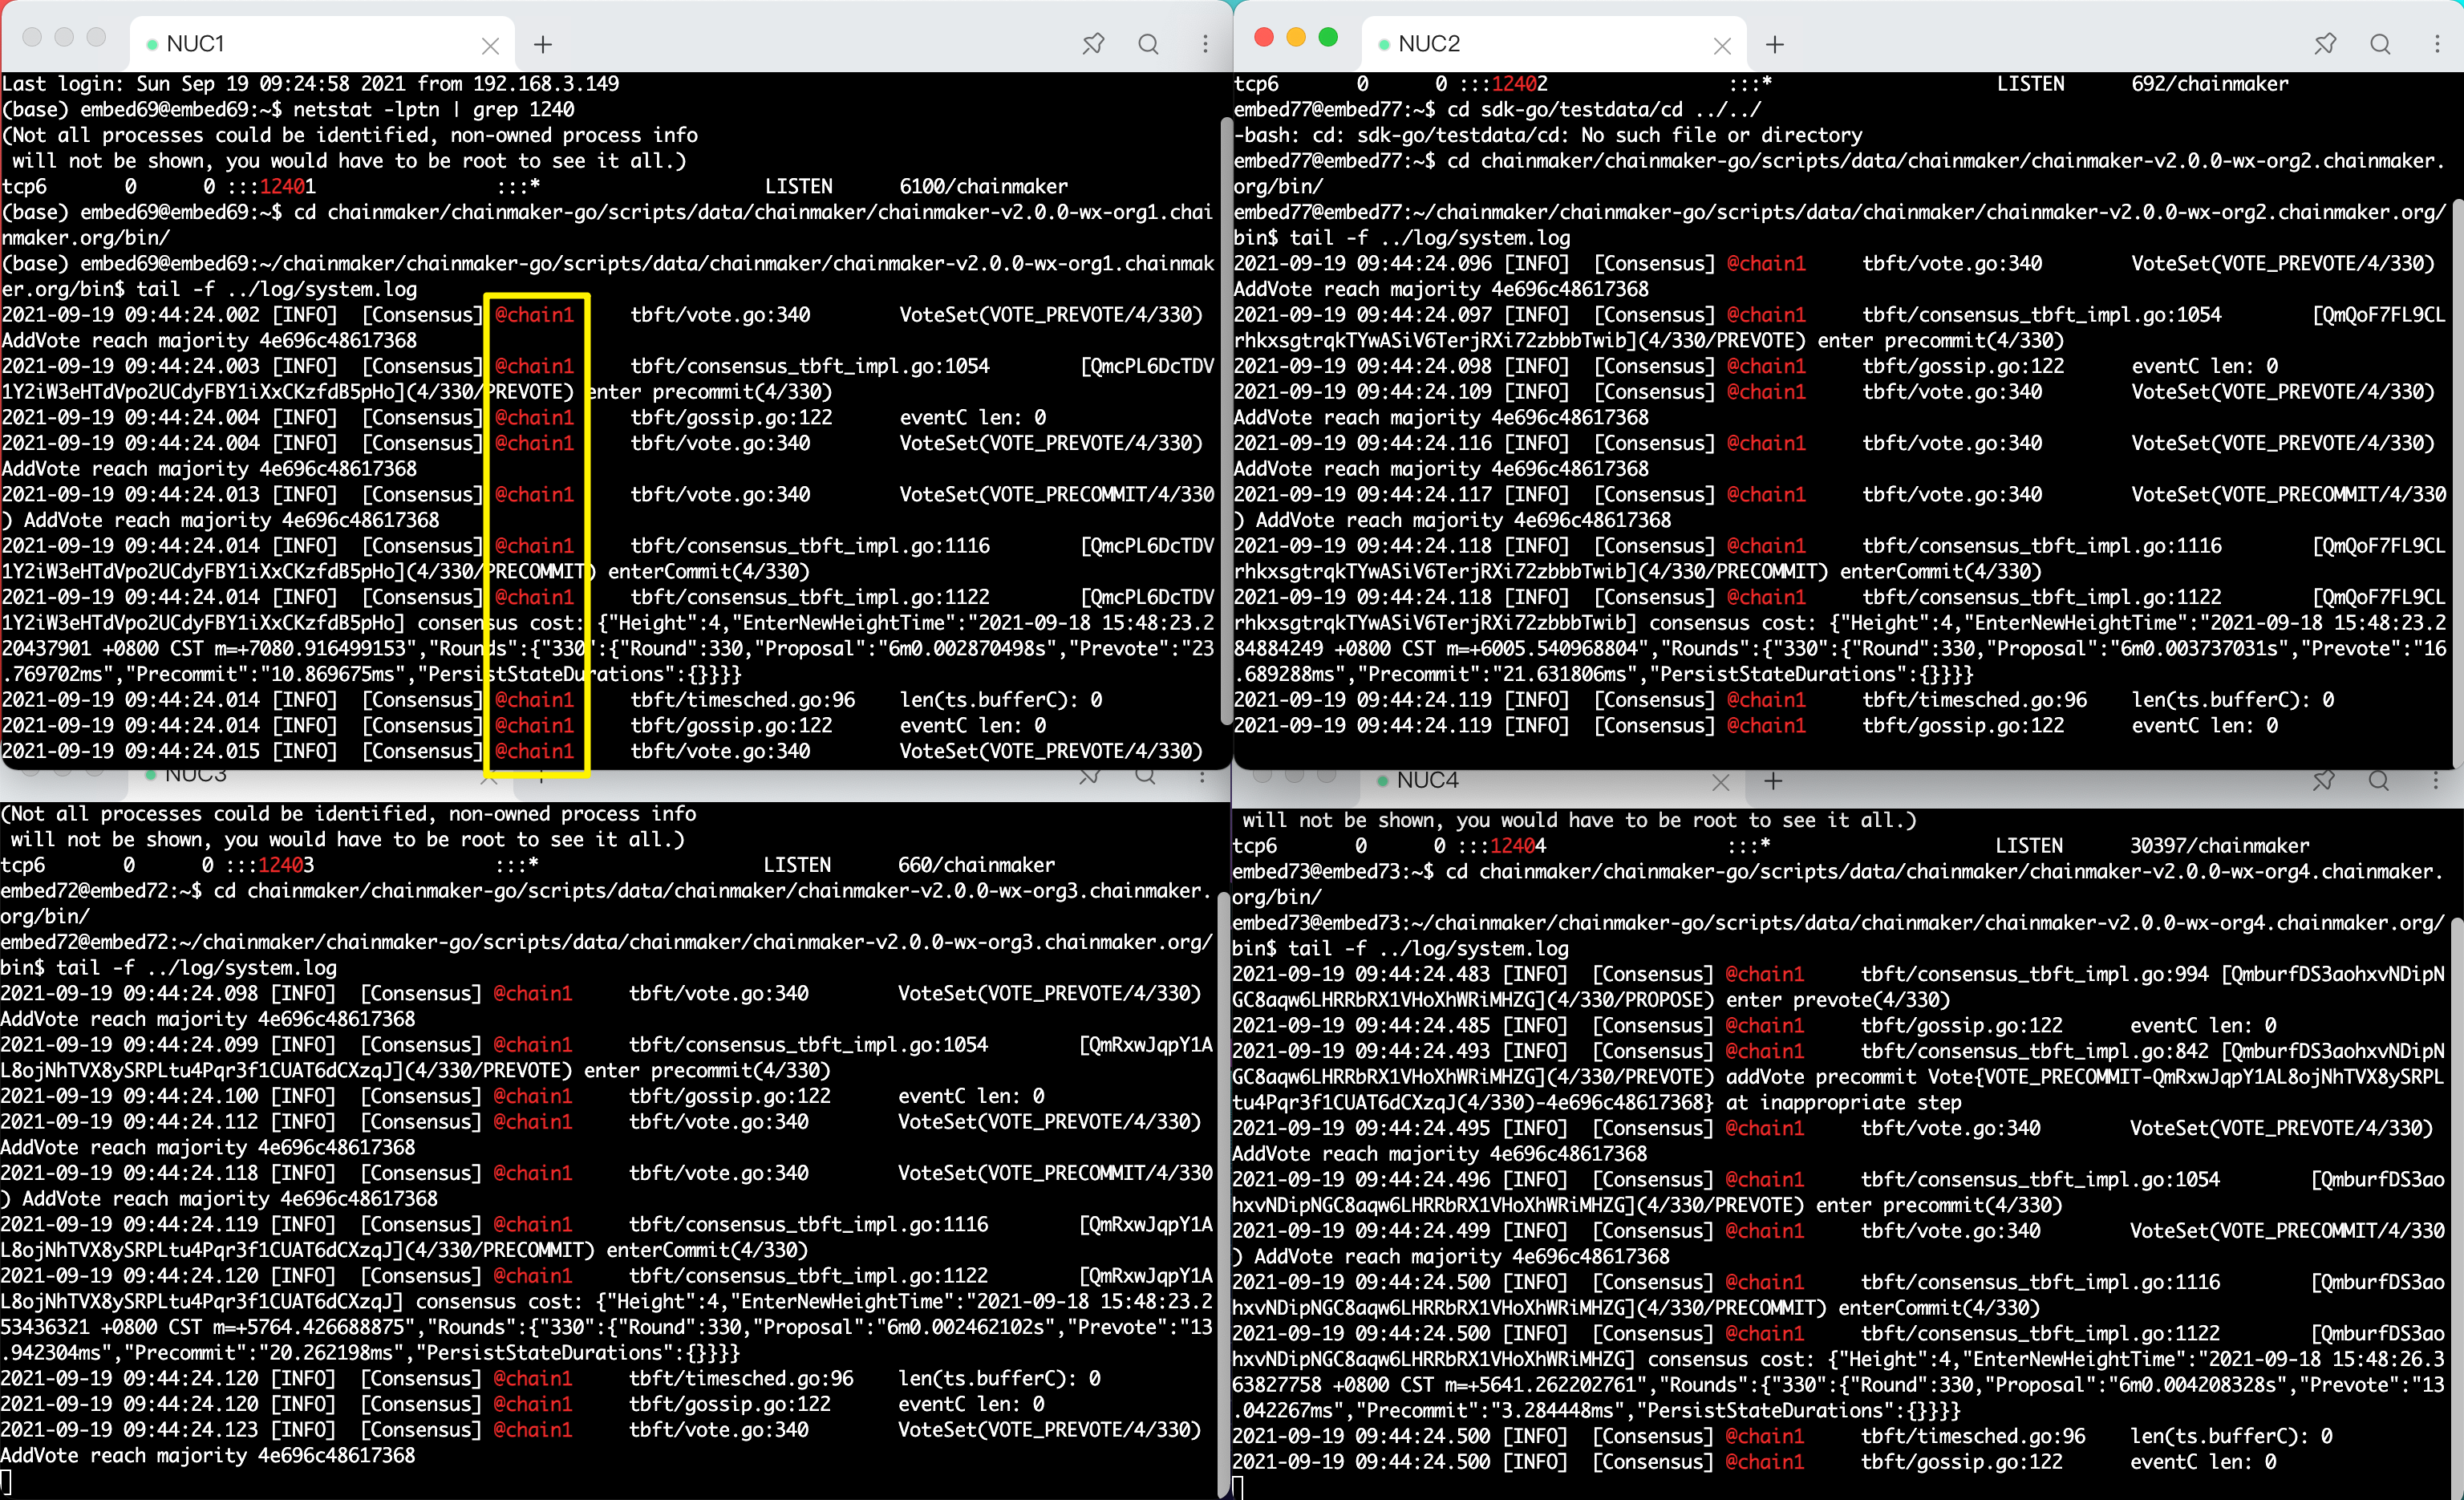 NUC1
Last login: Sun Sep 19 09:24:58 2021 from 192.168.3.149
(base) embed69@embed69:~$ netstat -lptn | grep 1240
(Not all processes could be identified, non-owned process info
 will not be shown, you would have to be root to see it all.)
tcp6       0      0 :::12401                :::*                    LISTEN      6100/chainmaker
(base) embed69@embed69:~$ cd chainmaker/chainmaker-go/scripts/data/chainmaker/chainmaker-v2.0.0-wx-org1.chai
nmaker.org/bin/
(base) embed69@embed69:~/chainmaker/chainmaker-go/scripts/data/chainmaker/chainmaker-v2.0.0-wx-org1.chainmak
er.org/bin$ tail -f ../log/system.log
2021-09-19 09:44:24.002 [INFO]  [Consensus] @chain1     tbft/vote.go:340        VoteSet(VOTE_PREVOTE/4/330)
AddVote reach majority 4e696c48617368
2021-09-19 09:44:24.003 [INFO]  [Consensus] @chain1     tbft/consensus_tbft_impl.go:1054        [QmcPL6DcTDV
1Y2iW3eHTdVpo2UCdyFBY1iXxCKzfdB5pHo](4/330/PREVOTE) enter precommit(4/330)
2021-09-19 09:44:24.004 [INFO]  [Consensus] @chain1     tbft/gossip.go:122      eventC len: 0
2021-09-19 09:44:24.004 [INFO]  [Consensus] @chain1     tbft/vote.go:340        VoteSet(VOTE_PREVOTE/4/330)
AddVote reach majority 4e696c48617368
2021-09-19 09:44:24.013 [INFO]  [Consensus] @chain1     tbft/vote.go:340        VoteSet(VOTE_PRECOMMIT/4/330
) AddVote reach majority 4e696c48617368
2021-09-19 09:44:24.014 [INFO]  [Consensus] @chain1     tbft/consensus_tbft_impl.go:1116        [QmcPL6DcTDV
1Y2iW3eHTdVpo2UCdyFBY1iXxCKzfdB5pHo](4/330/PRECOMMIT) enterCommit(4/330)
2021-09-19 09:44:24.014 [INFO]  [Consensus] @chain1     tbft/consensus_tbft_impl.go:1122        [QmcPL6DcTDV
1Y2iW3eHTdVpo2UCdyFBY1iXxCKzfdB5pHo] consensus cost: {"Height":4,"EnterNewHeightTime":"2021-09-18 15:48:23.2
20437901 +0800 CST m=+7080.916499153","Rounds":{"330":{"Round":330,"Proposal":"6m0.002870498s","Prevote":"23
.769702ms","Precommit":"10.869675ms","PersistStateDurations":{}}}}
2021-09-19 09:44:24.014 [INFO]  [Consensus] @chain1     tbft/timesched.go:96    len(ts.bufferC): 0
2021-09-19 09:44:24.014 [INFO]  [Consensus] @chain1     tbft/gossip.go:122      eventC len: 0
2021-09-19 09:44:24.015 [INFO]  [Consensus] @chain1     tbft/vote.go:340        VoteSet(VOTE_PREVOTE/4/330)
NUC2
tcp6       0      0 :::12402                :::*                    LISTEN      692/chainmaker
embed77@embed77:~$ cd sdk-go/testdata/cd ../../
-bash: cd: sdk-go/testdata/cd: No such file or directory
embed77@embed77:~$ cd chainmaker/chainmaker-go/scripts/data/chainmaker/chainmaker-v2.0.0-wx-org2.chainmaker.
org/bin/
embed77@embed77:~/chainmaker/chainmaker-go/scripts/data/chainmaker/chainmaker-v2.0.0-wx-org2.chainmaker.org/
bin$ tail -f ../log/system.log
2021-09-19 09:44:24.096 [INFO]  [Consensus] @chain1     tbft/vote.go:340        VoteSet(VOTE_PREVOTE/4/330)
AddVote reach majority 4e696c48617368
2021-09-19 09:44:24.097 [INFO]  [Consensus] @chain1     tbft/consensus_tbft_impl.go:1054        [QmQoF7FL9CL
rhkxsgtrqkTYwASiV6TerjRXi72zbbbTwib](4/330/PREVOTE) enter precommit(4/330)
2021-09-19 09:44:24.098 [INFO]  [Consensus] @chain1     tbft/gossip.go:122      eventC len: 0
2021-09-19 09:44:24.109 [INFO]  [Consensus] @chain1     tbft/vote.go:340        VoteSet(VOTE_PREVOTE/4/330)
AddVote reach majority 4e696c48617368
2021-09-19 09:44:24.116 [INFO]  [Consensus] @chain1     tbft/vote.go:340        VoteSet(VOTE_PREVOTE/4/330)
AddVote reach majority 4e696c48617368
2021-09-19 09:44:24.117 [INFO]  [Consensus] @chain1     tbft/vote.go:340        VoteSet(VOTE_PRECOMMIT/4/330
) AddVote reach majority 4e696c48617368
2021-09-19 09:44:24.118 [INFO]  [Consensus] @chain1     tbft/consensus_tbft_impl.go:1116        [QmQoF7FL9CL
rhkxsgtrqkTYwASiV6TerjRXi72zbbbTwib](4/330/PRECOMMIT) enterCommit(4/330)
2021-09-19 09:44:24.118 [INFO]  [Consensus] @chain1     tbft/consensus_tbft_impl.go:1122        [QmQoF7FL9CL
rhkxsgtrqkTYwASiV6TerjRXi72zbbbTwib] consensus cost: {"Height":4,"EnterNewHeightTime":"2021-09-18 15:48:23.2
84884249 +0800 CST m=+6005.540968804","Rounds":{"330":{"Round":330,"Proposal":"6m0.003737031s","Prevote":"16
.689288ms","Precommit":"21.631806ms","PersistStateDurations":{}}}}
2021-09-19 09:44:24.119 [INFO]  [Consensus] @chain1     tbft/timesched.go:96    len(ts.bufferC): 0
2021-09-19 09:44:24.119 [INFO]  [Consensus] @chain1     tbft/gossip.go:122      eventC len: 0
NUC3
(Not all processes could be identified, non-owned process info
 will not be shown, you would have to be root to see it all.)
tcp6       0      0 :::12403                :::*                    LISTEN      660/chainmaker
embed72@embed72:~$ cd chainmaker/chainmaker-go/scripts/data/chainmaker/chainmaker-v2.0.0-wx-org3.chainmaker.
org/bin/
embed72@embed72:~/chainmaker/chainmaker-go/scripts/data/chainmaker/chainmaker-v2.0.0-wx-org3.chainmaker.org/
bin$ tail -f ../log/system.log
2021-09-19 09:44:24.098 [INFO]  [Consensus] @chain1     tbft/vote.go:340        VoteSet(VOTE_PREVOTE/4/330)
AddVote reach majority 4e696c48617368
2021-09-19 09:44:24.099 [INFO]  [Consensus] @chain1     tbft/consensus_tbft_impl.go:1054        [QmRxwJqpY1A
L8ojNhTVX8ySRPLtu4Pqr3f1CUAT6dCXzqJ](4/330/PREVOTE) enter precommit(4/330)
2021-09-19 09:44:24.100 [INFO]  [Consensus] @chain1     tbft/gossip.go:122      eventC len: 0
2021-09-19 09:44:24.112 [INFO]  [Consensus] @chain1     tbft/vote.go:340        VoteSet(VOTE_PREVOTE/4/330)
AddVote reach majority 4e696c48617368
2021-09-19 09:44:24.118 [INFO]  [Consensus] @chain1     tbft/vote.go:340        VoteSet(VOTE_PRECOMMIT/4/330
) AddVote reach majority 4e696c48617368
2021-09-19 09:44:24.119 [INFO]  [Consensus] @chain1     tbft/consensus_tbft_impl.go:1116        [QmRxwJqpY1A
L8ojNhTVX8ySRPLtu4Pqr3f1CUAT6dCXzqJ](4/330/PRECOMMIT) enterCommit(4/330)
2021-09-19 09:44:24.120 [INFO]  [Consensus] @chain1     tbft/consensus_tbft_impl.go:1122        [QmRxwJqpY1A
L8ojNhTVX8ySRPLtu4Pqr3f1CUAT6dCXzqJ] consensus cost: {"Height":4,"EnterNewHeightTime":"2021-09-18 15:48:23.2
53436321 +0800 CST m=+5764.426688875","Rounds":{"330":{"Round":330,"Proposal":"6m0.002462102s","Prevote":"13
.942304ms","Precommit":"20.262198ms","PersistStateDurations":{}}}}
2021-09-19 09:44:24.120 [INFO]  [Consensus] @chain1     tbft/timesched.go:96    len(ts.bufferC): 0
2021-09-19 09:44:24.120 [INFO]  [Consensus] @chain1     tbft/gossip.go:122      eventC len: 0
2021-09-19 09:44:24.123 [INFO]  [Consensus] @chain1     tbft/vote.go:340        VoteSet(VOTE_PREVOTE/4/330)
AddVote reach majority 4e696c48617368
NUC4
 will not be shown, you would have to be root to see it all.)
tcp6       0      0 :::12404                :::*                    LISTEN      30397/chainmaker
embed73@embed73:~$ cd chainmaker/chainmaker-go/scripts/data/chainmaker/chainmaker-v2.0.0-wx-org4.chainmaker.
org/bin/
embed73@embed73:~/chainmaker/chainmaker-go/scripts/data/chainmaker/chainmaker-v2.0.0-wx-org4.chainmaker.org/
bin$ tail -f ../log/system.log
2021-09-19 09:44:24.483 [INFO]  [Consensus] @chain1     tbft/consensus_tbft_impl.go:994 [QmburfDS3aohxvNDipN
GC8aqw6LHRRbRX1VHoXhWRiMHZG](4/330/PROPOSE) enter prevote(4/330)
2021-09-19 09:44:24.485 [INFO]  [Consensus] @chain1     tbft/gossip.go:122      eventC len: 0
2021-09-19 09:44:24.493 [INFO]  [Consensus] @chain1     tbft/consensus_tbft_impl.go:842 [QmburfDS3aohxvNDipN
GC8aqw6LHRRbRX1VHoXhWRiMHZG](4/330/PREVOTE) addVote precommit Vote{VOTE_PRECOMMIT-QmRxwJqpY1AL8ojNhTVX8ySRPL
tu4Pqr3f1CUAT6dCXzqJ(4/330)-4e696c48617368} at inappropriate step
2021-09-19 09:44:24.495 [INFO]  [Consensus] @chain1     tbft/vote.go:340        VoteSet(VOTE_PREVOTE/4/330)
AddVote reach majority 4e696c48617368
2021-09-19 09:44:24.496 [INFO]  [Consensus] @chain1     tbft/consensus_tbft_impl.go:1054        [QmburfDS3ao
hxvNDipNGC8aqw6LHRRbRX1VHoXhWRiMHZG](4/330/PREVOTE) enter precommit(4/330)
2021-09-19 09:44:24.499 [INFO]  [Consensus] @chain1     tbft/vote.go:340        VoteSet(VOTE_PRECOMMIT/4/330
) AddVote reach majority 4e696c48617368
2021-09-19 09:44:24.500 [INFO]  [Consensus] @chain1     tbft/consensus_tbft_impl.go:1116        [QmburfDS3ao
hxvNDipNGC8aqw6LHRRbRX1VHoXhWRiMHZG](4/330/PRECOMMIT) enterCommit(4/330)
2021-09-19 09:44:24.500 [INFO]  [Consensus] @chain1     tbft/consensus_tbft_impl.go:1122        [QmburfDS3ao
hxvNDipNGC8aqw6LHRRbRX1VHoXhWRiMHZG] consensus cost: {"Height":4,"EnterNewHeightTime":"2021-09-18 15:48:26.3
63827758 +0800 CST m=+5641.262202761","Rounds":{"330":{"Round":330,"Proposal":"6m0.004208328s","Prevote":"13
.042267ms","Precommit":"3.284448ms","PersistStateDurations":{}}}}
2021-09-19 09:44:24.500 [INFO]  [Consensus] @chain1     tbft/timesched.go:96    len(ts.bufferC): 0
2021-09-19 09:44:24.500 [INFO]  [Consensus] @chain1     tbft/gossip.go:122      eventC len: 0